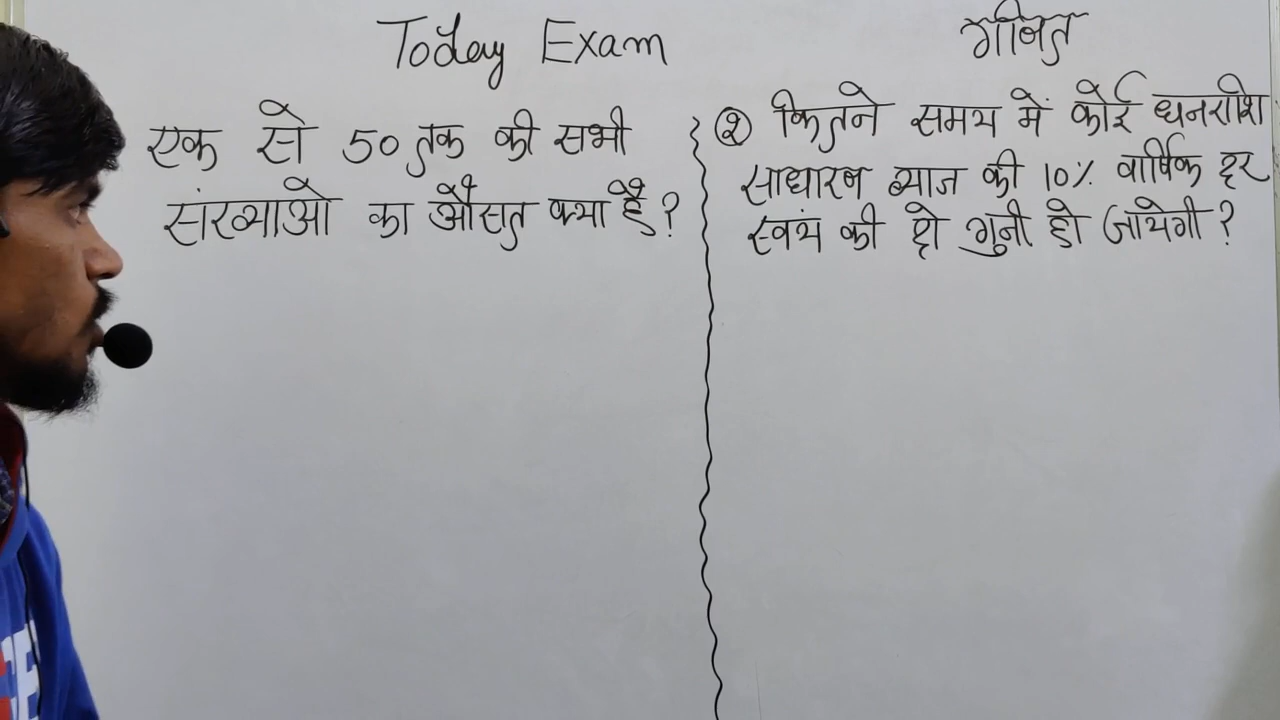 Today Exam
गणित
एक से 50 तक की सभी
संख्याओ का औसत क्या है ?
② कितने समय में कोई धनराशि
साधारण ब्याज की 10% वार्षिक दर
स्वयं की दो गुनी हो जायेगी ?